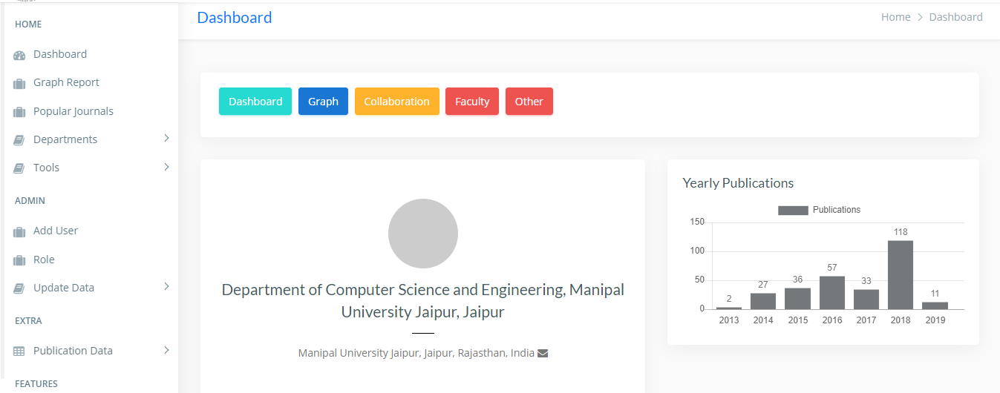 HOME
Dashboard
Graph Report
Popular Journals
Departments
Tools
ADMIN
Add User
Role
Update Data
EXTRA
Publication Data
FEATURES
Dashboard
Home > Dashboard
Dashboard Graph Collaboration Faculty Other
Department of Computer Science and Engineering, Manipal
University Jaipur, Jaipur
Manipal University Jaipur, Jaipur, Rajasthan, India
Yearly Publications
Publications
150
100
50
0
2 27 36 57 33 118 11
2013 2014 2015 2016 2017 2018 2019